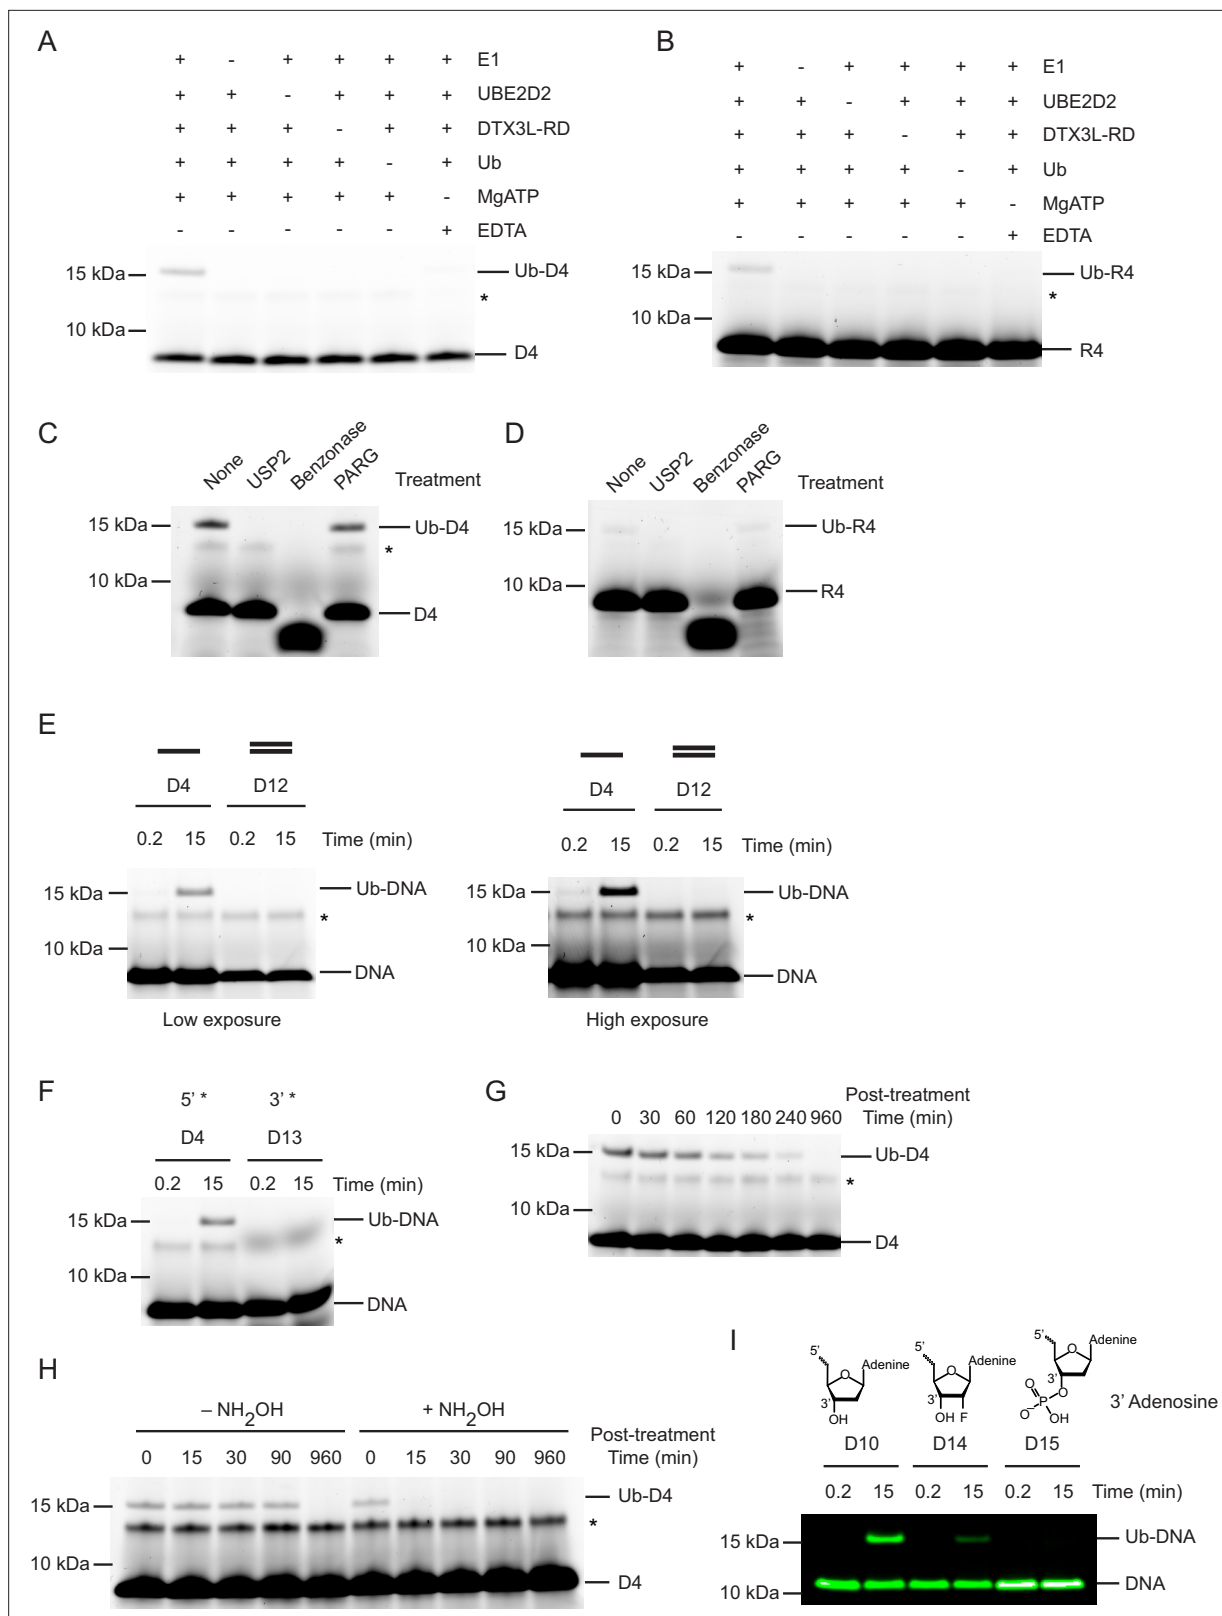 A
+ - + + + + E1
+ + - + + + UBE2D2
+ + + - + + DTX3L-RD
+ + + + - + Ub
+ + + + + - MgATP
- - - - - + EDTA
15 kDa
Ub-D4
*
10 kDa
D4
B
+ - + + + + E1
+ + - + + + UBE2D2
+ + + - + + DTX3L-RD
+ + + + - + Ub
+ + + + + - MgATP
- - - - - + EDTA
15 kDa
Ub-R4
*
10 kDa
R4
C
None USP2 Benzonase PARG Treatment
15 kDa
Ub-D4
*
10 kDa
D4
D
None USP2 Benzonase PARG Treatment
15 kDa
Ub-R4
10 kDa
R4
E
D4 D12
0.2 15 0.2 15 Time (min)
15 kDa
Ub-DNA
*
10 kDa
DNA
Low exposure
D4 D12
0.2 15 0.2 15 Time (min)
15 kDa
Ub-DNA
*
10 kDa
DNA
High exposure
F
5' * 3' *
D4 D13
0.2 15 0.2 15 Time (min)
15 kDa
Ub-DNA
*
10 kDa
DNA
G
Post-treatment
0 30 60 120 180 240 960 Time (min)
15 kDa
Ub-D4
*
10 kDa
D4
H
– NH2OH + NH2OH
Post-treatment
0 15 30 90 960 0 15 30 90 960 Time (min)
Ub-D4
15 kDa
*
10 kDa
D4
I
5' Adenine O 3' OH
5' Adenine O 3' OH F
5' Adenine O 3' O O P O- OH
3' Adenosine
D10 D14 D15
0.2 15 0.2 15 0.2 15 Time (min)
15 kDa
Ub-DNA
DNA
10 kDa